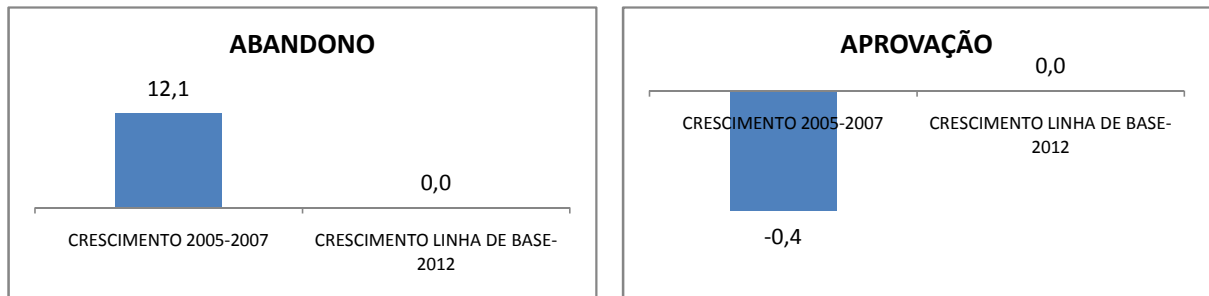 ABANDONO
12,1
0,0
CRESCIMENTO 2005-2007
CRESCIMENTO LINHA DE BASE-
2012
APROVAÇÃO
0,0
CRESCIMENTO 2005-2007
CRESCIMENTO LINHA DE BASE-
2012
-0,4